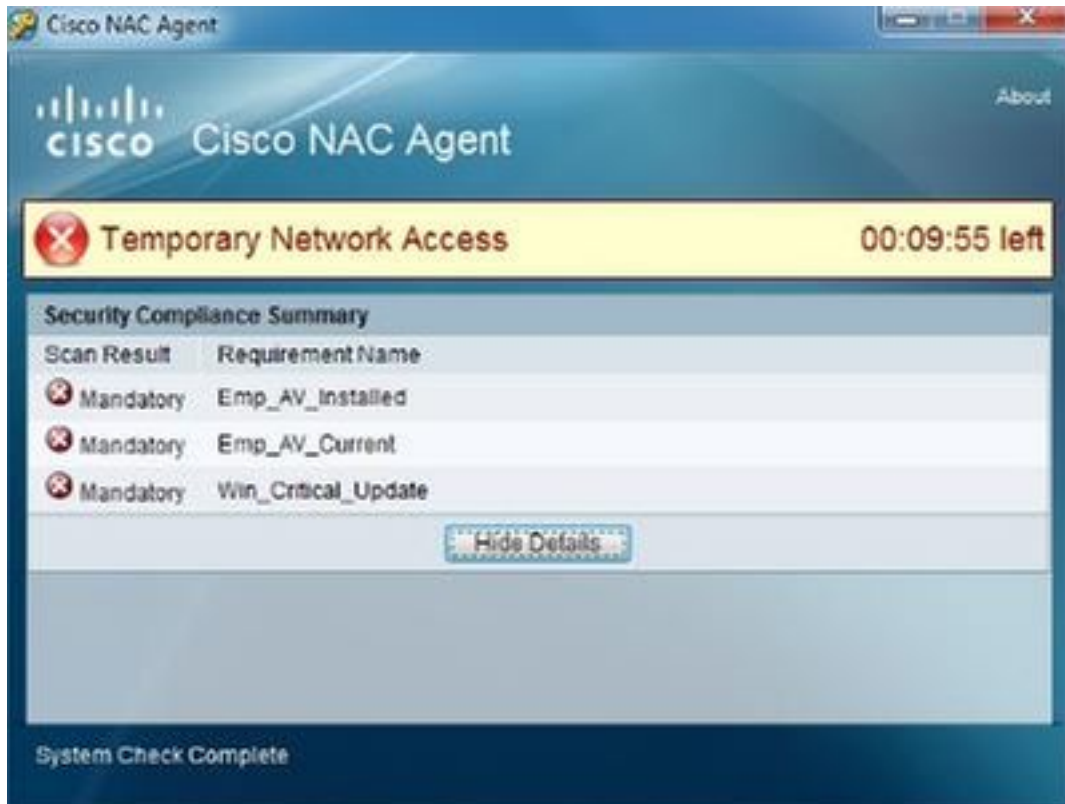 Cisco NAC Agent
About
CISCO Cisco NAC Agent
Temporary Network Access 00:09:55 left
Security Compliance Summary
Scan Result Requirement Name
Mandatory Emp_AV_Installed
Mandatory Emp_AV_Current
Mandatory Win_Critical_Update
Hide Details
System Check Complete